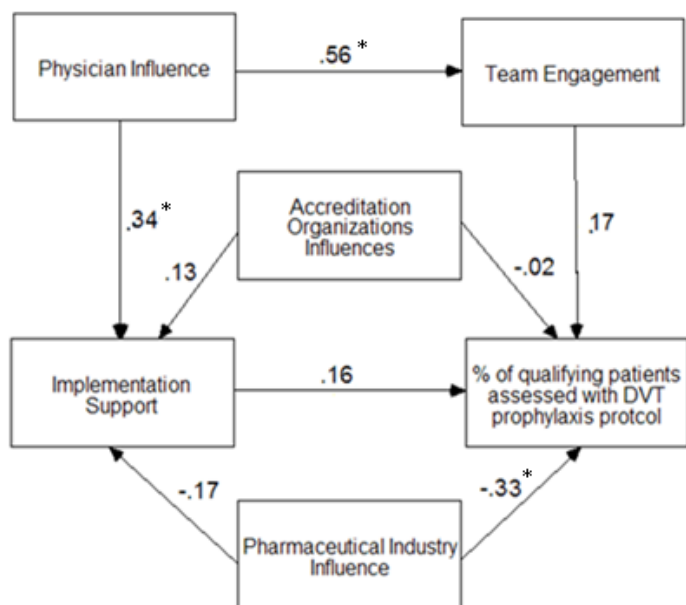 .56 *
Physician Influence
Team Engagement
.34 *
Accreditation
Organizations
Influences
.17
.13
-.02
Implementation
Support
.16
% of qualifying patients
assessed with DVT
prophylaxis protcol
-.17
-.33 *
Pharmaceutical Industry
Influence